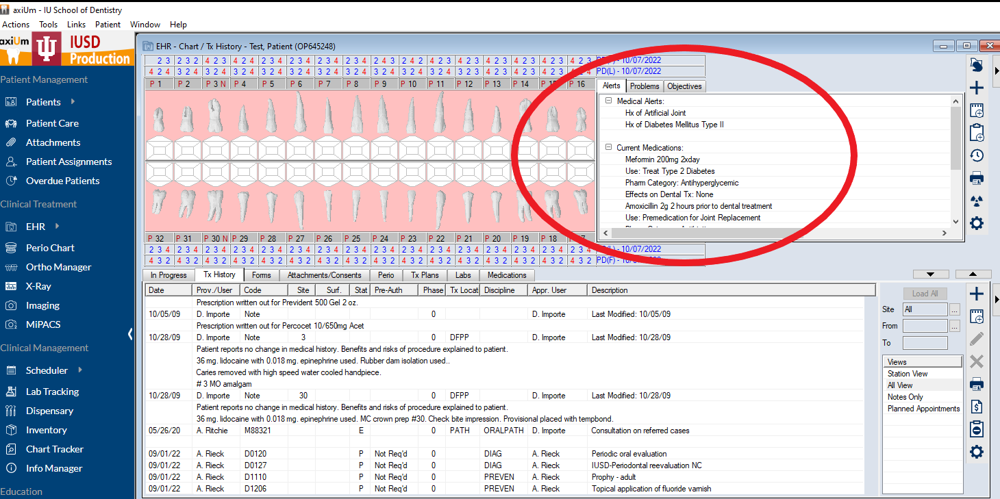 axiUm - IU School of Dentistry
Actions Tools Links Patient Window Help
axiUm IUSD Production
Patient Management
Patients
Patient Care
Attachments
Patient Assignments
Overdue Patients
Clinical Treatment
EHR
Perio Chart
Ortho Manager
X-Ray
Imaging
MiPACS
Clinical Management
Scheduler
Lab Tracking
Dispensary
Inventory
Chart Tracker
Info Manager
Education
EHR - Chart / Tx History - Test, Patient (OP645248)
2 3 2 3 2 4 2 3 4 2 3 4 2 3 4 2 3 4 2 3 4 2 3 4 2 3 2 4 2 4 2 3 4 2 3 4 2 3 4 2 3 4 2 3 4 2 3 PD(F) - 10/07/2022
4 2 4 3 2 4 3 2 4 3 2 4 3 2 4 3 2 4 3 2 4 3 2 4 3 2 4 3 2 4 3 2 4 3 2 3 3 2 3 4 2 4 PD(L) - 10/07/2022
P 1 P 2 P 3 N P 4 P 5 P 6 P 7 P 8 P 9 P 10 P 11 P 12 P 13 P 14 P 15 P 16
Alerts Problems Objectives
Medical Alerts:
Hx of Artificial Joint
Hx of Diabetes Mellitus Type II
Current Medications:
Meformin 200mg 2xday
Use: Treat Type 2 Diabetes
Pharm Category: Antihyperglycemic
Effects on Dental Tx: None
Amoxicillin 2g 2 hours prior to dental treatment
Use: Premedication for Joint Replacement
P 32 P 31 P 30 N P 29 P 28 P 27 P 26 P 25 P 24 P 23 P 22 P 21 P 20 P 19 P 18
2 3 4 2 3 4 2 3 4 2 3 4 2 3 4 2 3 4 2 3 4 2 3 4 2 3 4 2 3 4 2 3 4 2 3 4 2 3 4 2 3 4 2 3 4 2 3 4 PD(L) - 10/07/2022
4 3 2 4 3 2 4 3 2 4 3 2 4 3 2 4 3 2 4 3 2 4 3 2 4 3 2 4 3 2 4 3 2 4 3 2 4 3 2 4 3 2 4 3 2 4 3 2 PD(F)
In Progress Tx History Forms Attachments/Consents Perio Tx Plans Labs Medications
Date Prov./User Code Site Surf. Stat Pre-Auth Phase Tx Locat Discipline Appr. User Description
Prescription written out for Prevident 500 Gel 2 oz.
10/05/09 D. Importe Note 0 D. Importe Last Modified: 10/05/09
Prescription written out for Percocet 10/650mg Acet
10/28/09 D. Importe Note 3 0 DFPP D. Importe Last Modified: 10/28/09
Patient reports no change in medical history. Benefits and risks of procedure explained to patient.
36 mg. lidocaine with 0.018 mg. epinephrine used. Rubber dam isolation used..
Caries removed with high speed water cooled handpiece.
# 3 MO amalgam
10/28/09 D. Importe Note 30 0 DFPP D. Importe Last Modified: 10/28/09
Patient reports no change in medical history. Benefits and risks of procedure explained to patient.
36 mg. lidocaine with 0.018 mg. epinephrine used. MC crown prep #30. Check bite impression. Provisional placed with tempbond.
05/26/20 A. Ritchie M88321 E 0 PATH ORALPATH D. Importe Consultation on referred cases
09/01/22 A. Rieck D0120 P Not Req'd 0 DIAG A. Rieck Periodic oral evaluation
09/01/22 A. Rieck D0127 P Not Req'd 0 DIAG A. Rieck IUSD-Periodontal reevaluation NC
09/01/22 A. Rieck D1110 P Not Req'd 0 PREVEN A. Rieck Prophy - adult
09/01/22 A. Rieck D1206 P Not Req'd 0 PREVEN A. Rieck Topical application of fluoride varnish
Load All
Site All ...
From ...
To
Views
Station View
All View
Notes Only
Planned Appointments